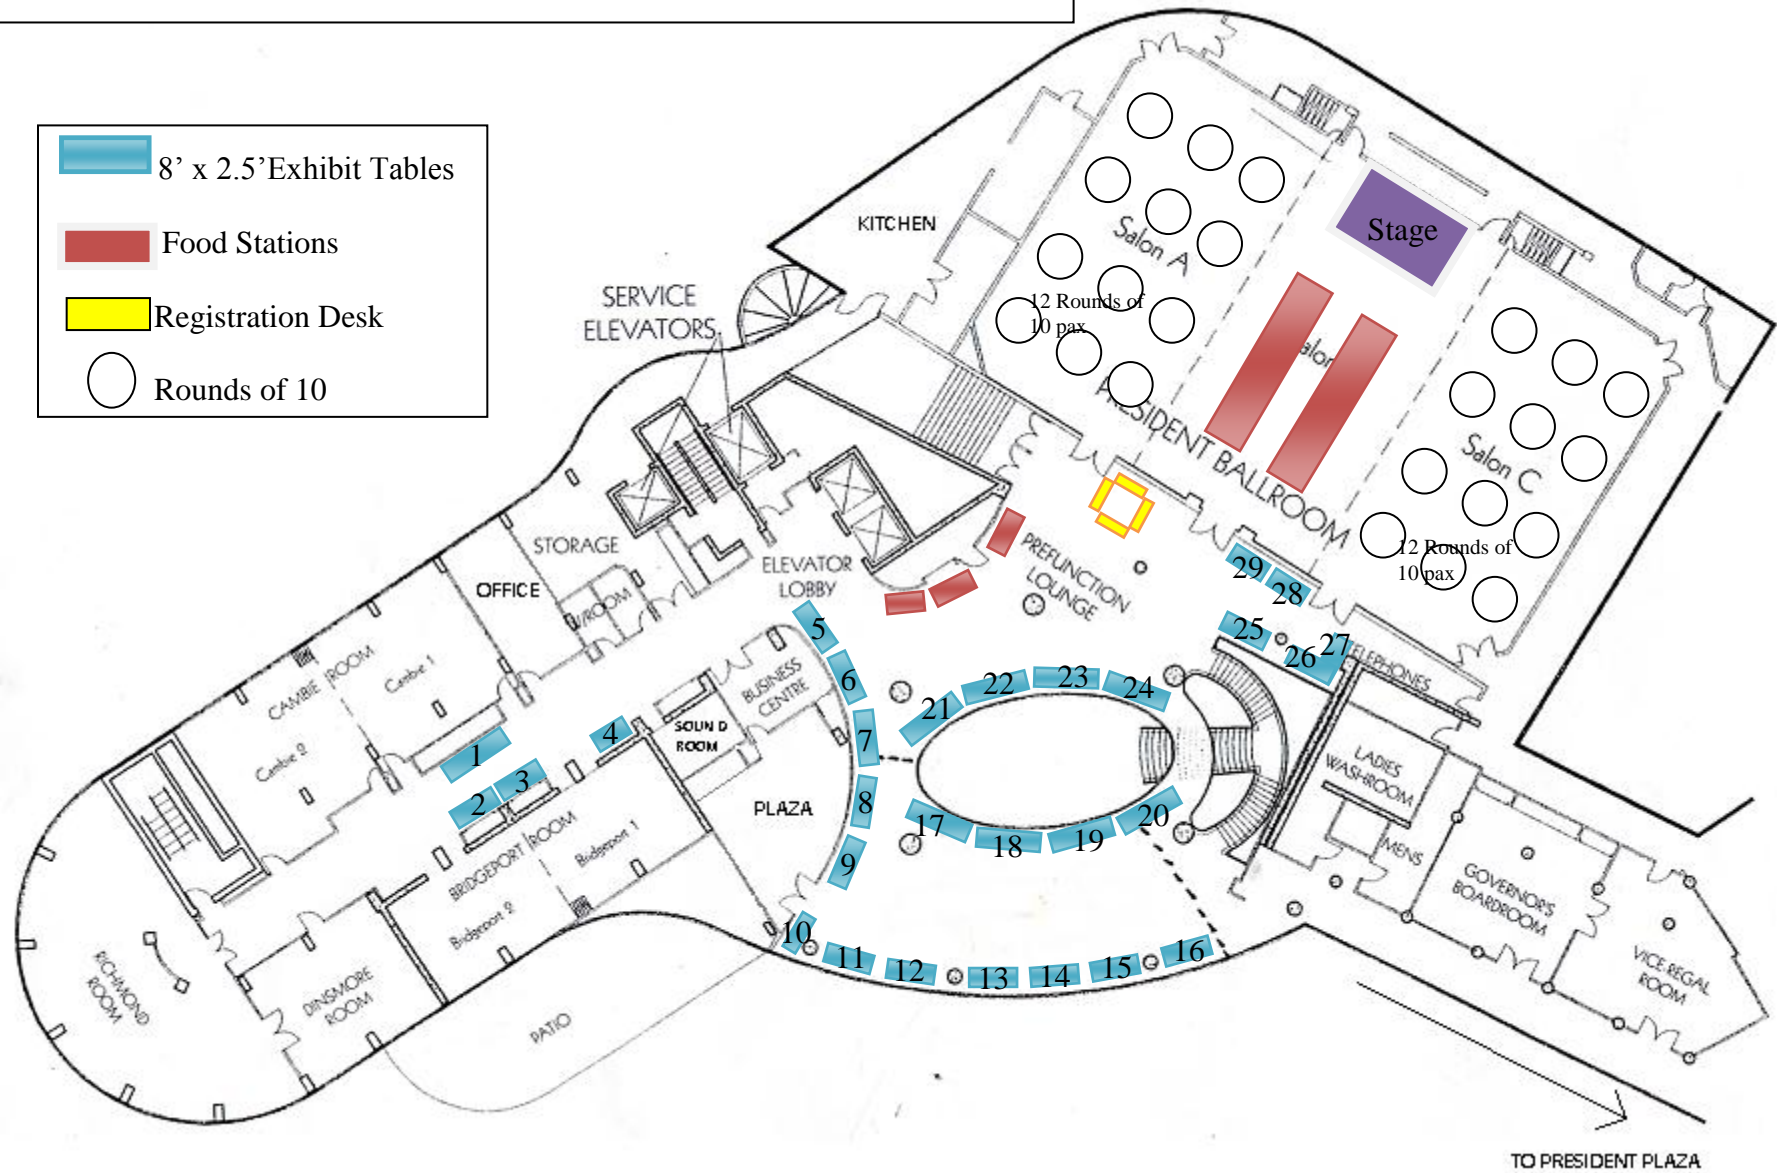 8’ x 2.5’Exhibit Tables
Food Stations
Registration Desk
Rounds of 10
KITCHEN
SERVICE
ELEVATORS
Salon A
12 Rounds of
10 pax
Stage
alon
PRESIDENT BALLROOM
Salon C
12 Rounds of
10 pax
STORAGE
OFFICE
ELEVATOR
LOBBY
PREFUNCTION
LOUNGE
29
28
25
26
27
ELEPHONES
5
6
7
8
9
10
11
12
13
14
15
16
17
18
19
20
21
22
23
24
CAMBIE ROOM
Cambie 1
Cambie 2
1
2
3
4
BUSINESS
CENTRE
SOUND
ROOM
PLAZA
BRIDGEPORT ROOM
Bridgeport 1
Bridgeport 2
RICHMOND
ROOM
DINSMORE
ROOM
PATIO
LADIES
WASHROOM
MENS
GOVERNOR'S
BOARDROOM
VICE-REGAL
ROOM
TO PRESIDENT PLAZA